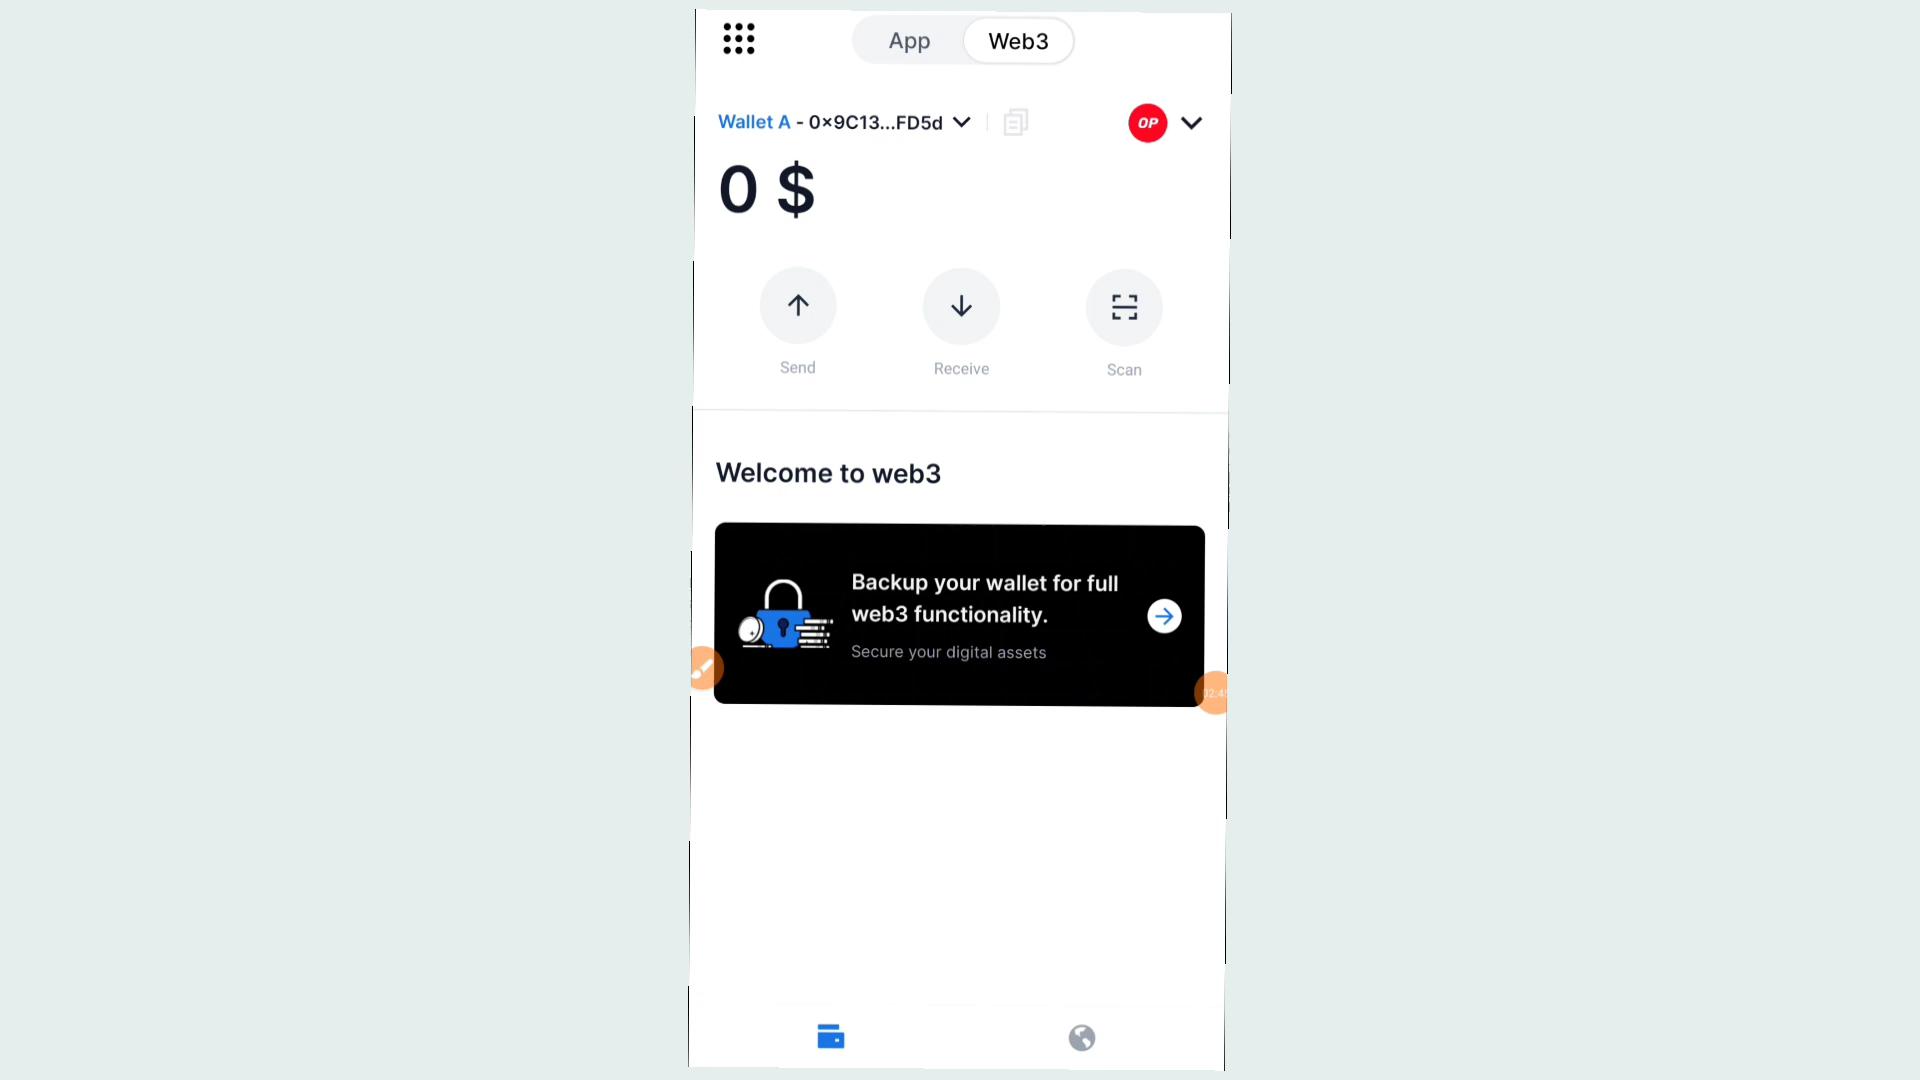 App
Web3
Wallet A - 0×9C13...FD5d
OP
0 $
Send
Receive
Scan
Welcome to web3
Backup your wallet for full
web3 functionality.
Secure your digital assets